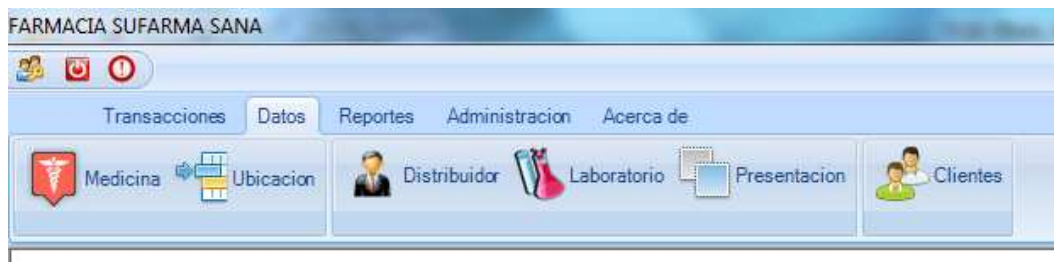 FARMACIA SUFARMA SANA
Transacciones Datos Reportes Administracion Acerca de
Medicina Ubicacion Distribuidor Laboratorio Presentacion Clientes